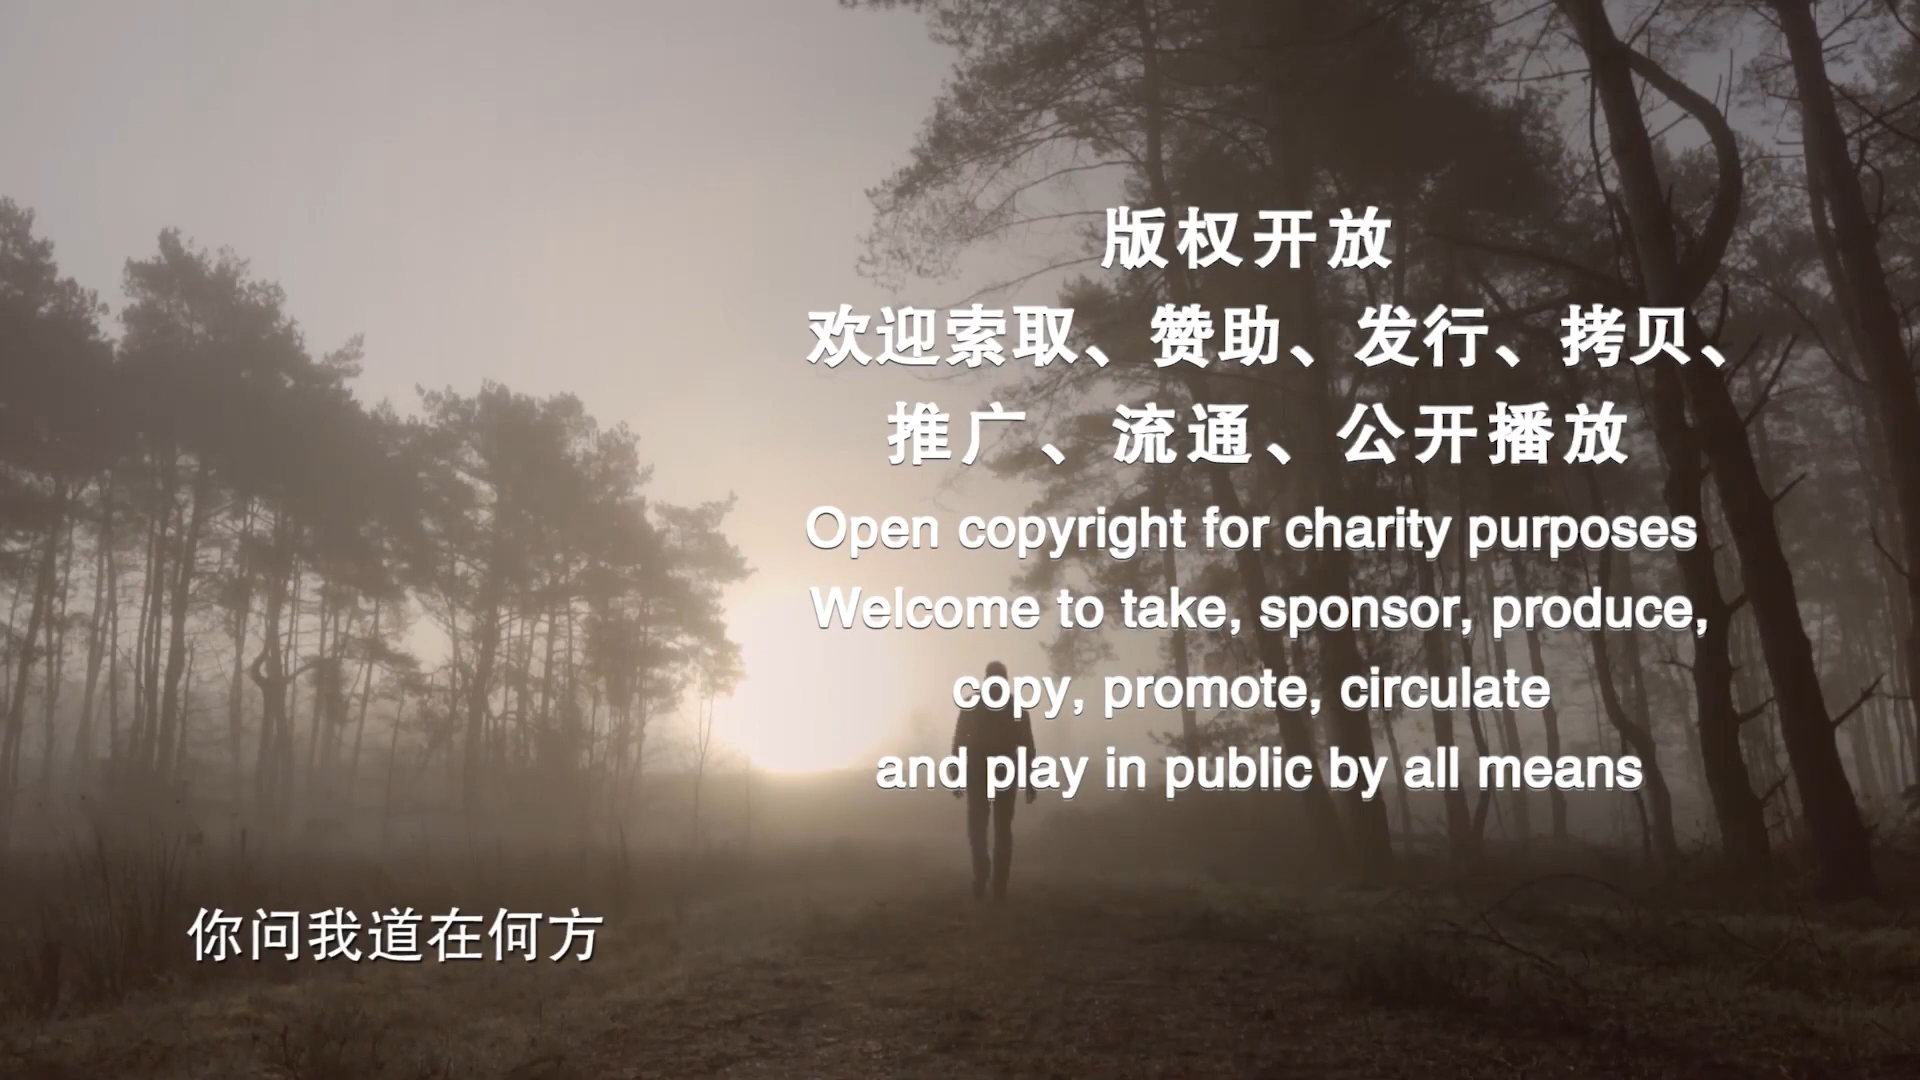 版权开放
欢迎索取、赞助、发行、拷贝、
推广、流通、公开播放
Open copyright for charity purposes
Welcome to take, sponsor, produce,
copy, promote, circulate
and play in public by all means
你问我道在何方